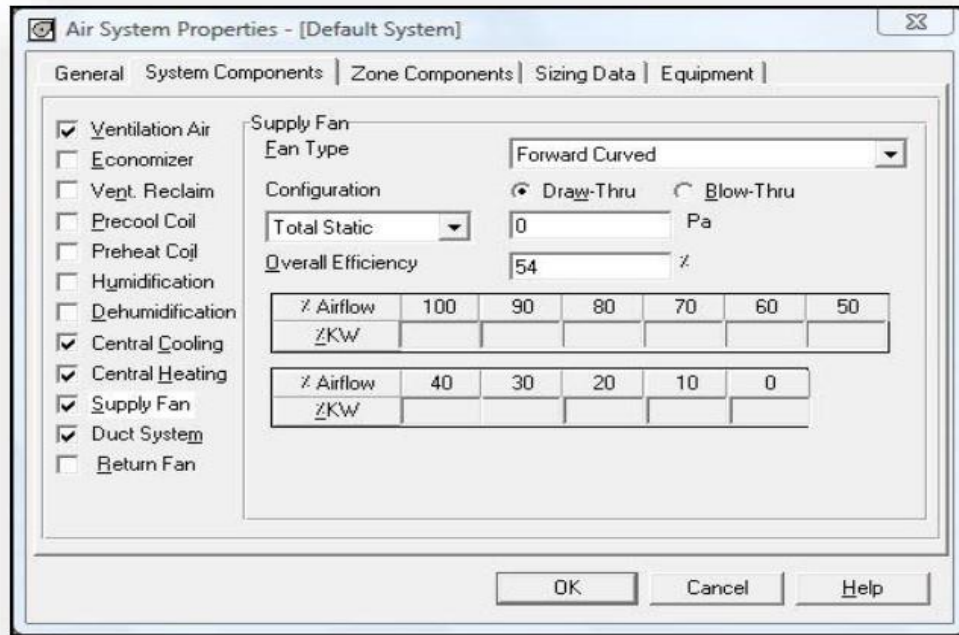 Air System Properties - [Default System]
General System Components Zone Components Sizing Data Equipment
Ventilation Air
Economizer
Vent. Reclaim
Precool Coil
Preheat Coil
Humidification
Dehumidification
Central Cooling
Central Heating
Supply Fan
Duct System
Return Fan
Supply Fan
Fan Type Forward Curved
Configuration Draw-Thru Blow-Thru
Total Static 0 Pa
Overall Efficiency 54 %
% Airflow 100 90 80 70 60 50
%KW
% Airflow 40 30 20 10 0
%KW
OK Cancel Help